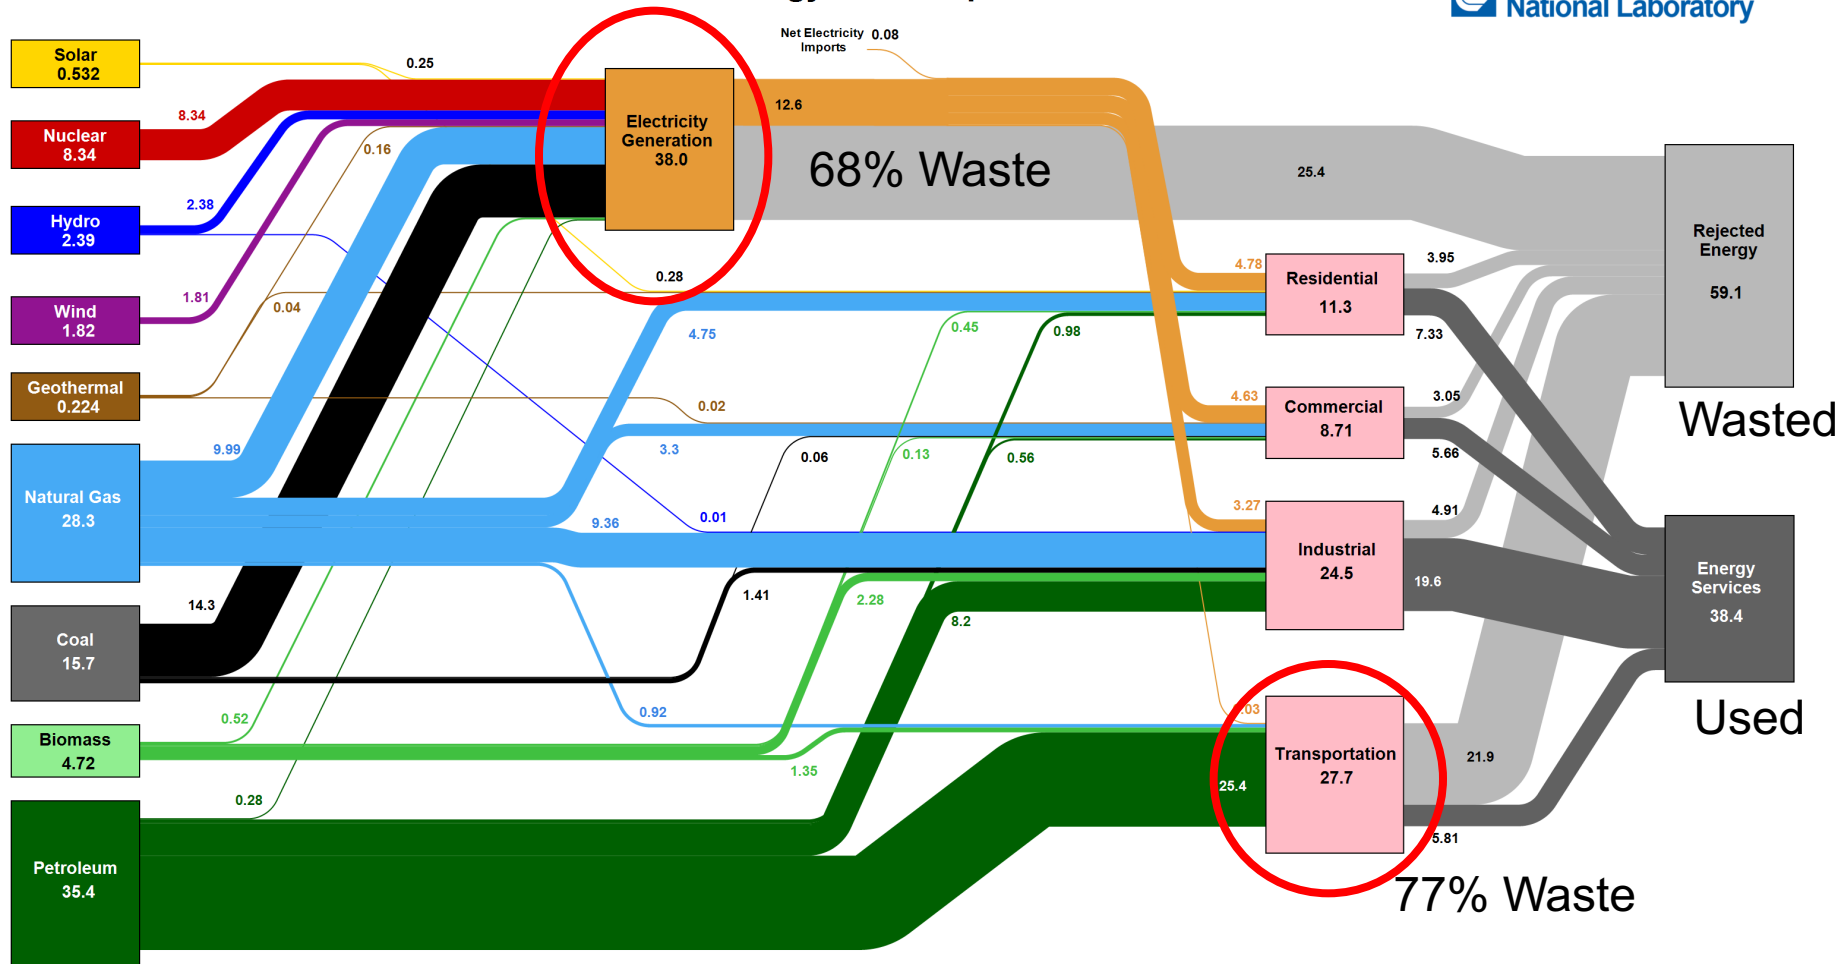 National Laboratory
Net Electricity 0.08
Imports
Solar
0.532
0.25
Nuclear
8.34
8.34
0.16
Hydro
2.39
2.38
Wind
1.82
1.81
0.04
Geothermal
0.224
Natural Gas
28.3
9.99
Coal
15.7
14.3
Biomass
4.72
0.52
Petroleum
35.4
0.28
Electricity
Generation
38.0
12.6
68% Waste
25.4
0.28
4.75
0.45
0.98
0.02
3.3
0.06
0.13
0.56
0.01
9.36
1.41
2.28
8.2
0.92
1.35
4.78
Residential
11.3
3.95
7.33
4.63
Commercial
8.71
3.05
5.66
3.27
Industrial
24.5
4.91
19.6
25.4
Transportation
27.7
21.9
5.81
77% Waste
Rejected
Energy
59.1
Wasted
Energy
Services
38.4
Used